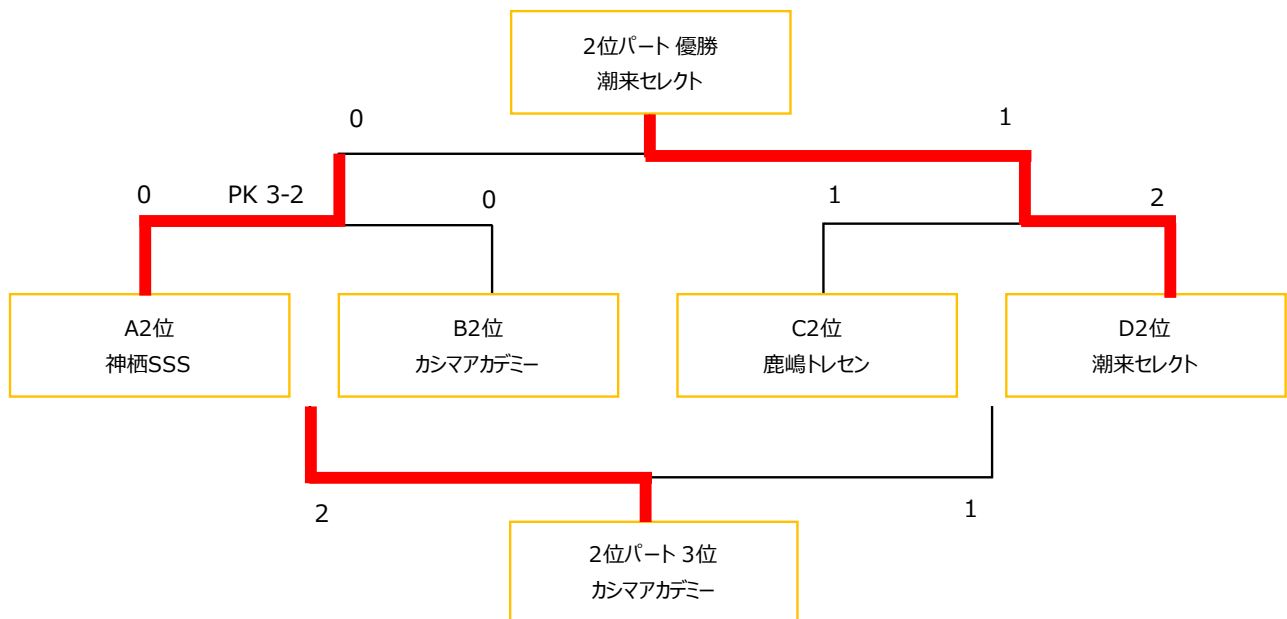 2位パート 優勝
潮来セレクト
0
1
0
PK 3-2
0
1
2
A2位
神栖SSS
B2位
カシマアカデミー
C2位
鹿嶋トレセン
D2位
潮来セレクト
2
1
2位パート 3位
カシマアカデミー